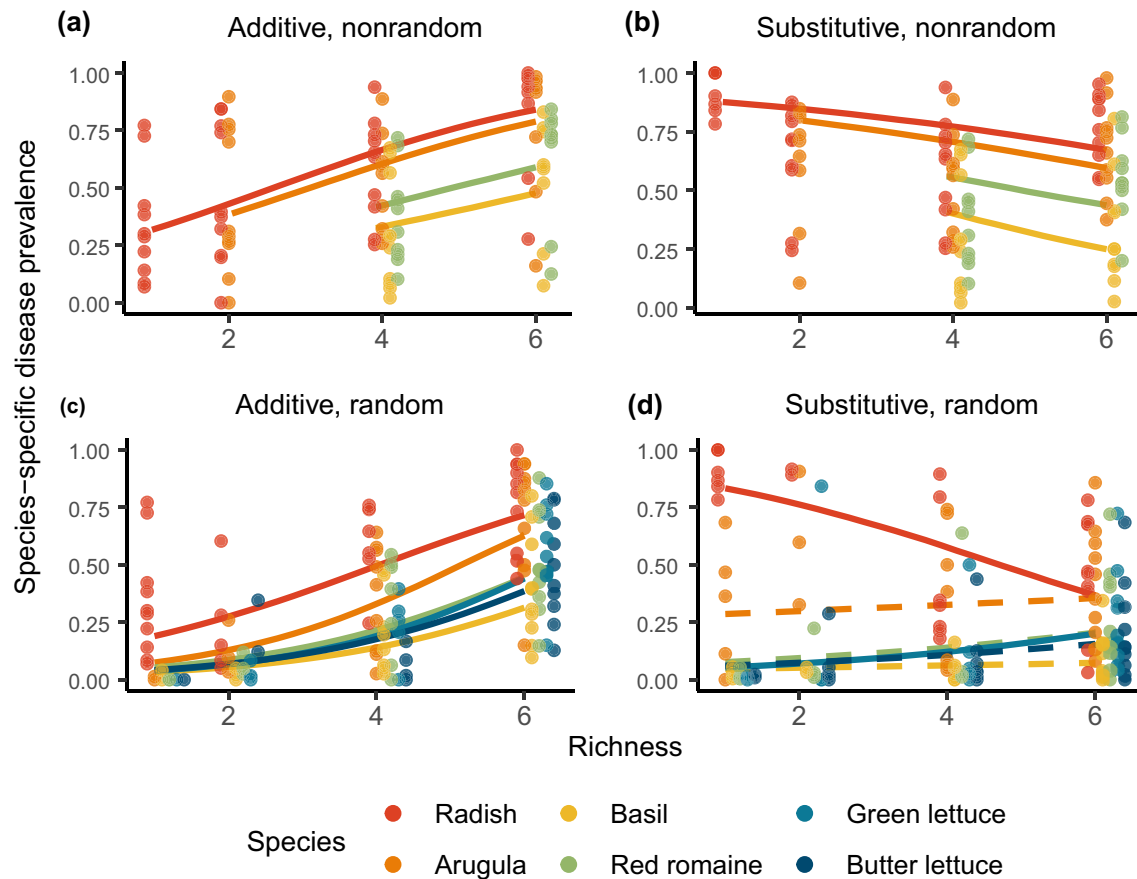 (a) Additive, nonrandom
(b) Substitutive, nonrandom
Species−specific disease prevalence
1.00
0.75
0.50
0.25
0.00
2 4 6
1.00
0.75
0.50
0.25
0.00
2 4 6
(c) Additive, random
(d) Substitutive, random
1.00
0.75
0.50
0.25
0.00
2 4 6
1.00
0.75
0.50
0.25
0.00
2 4 6
Richness
Species
Radish Basil Green lettuce
Arugula Red romaine Butter lettuce